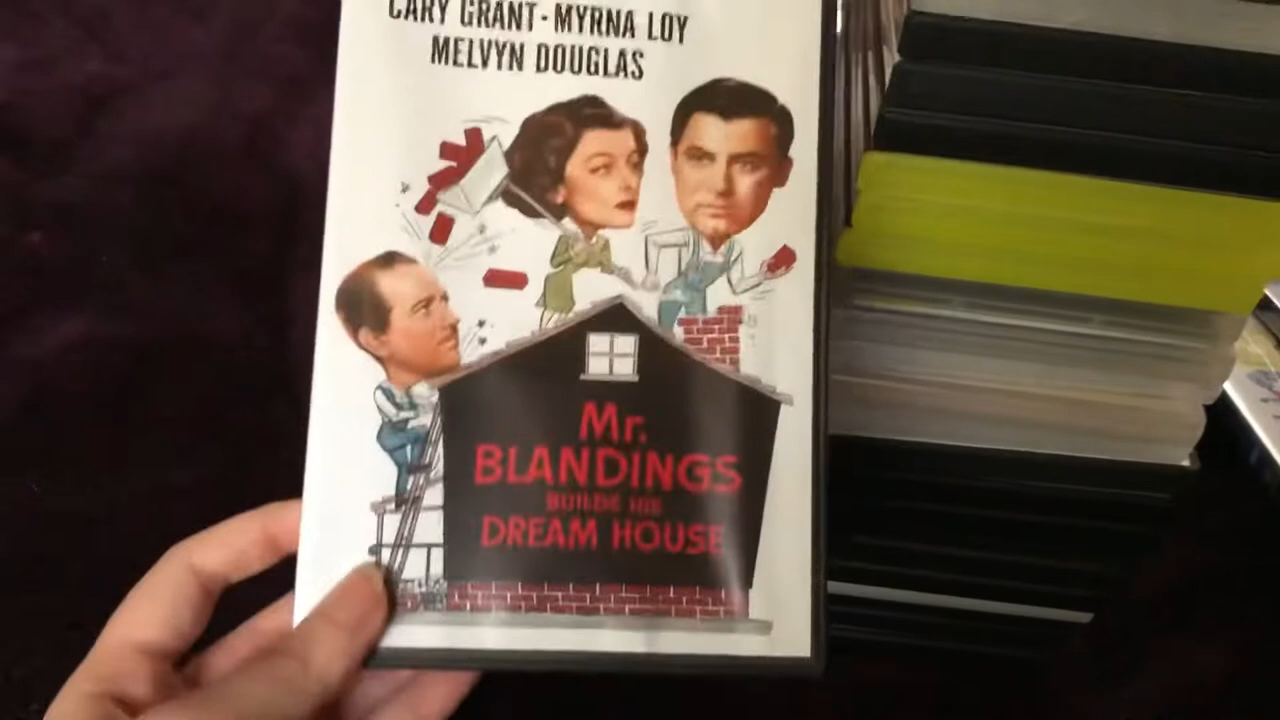 CARY GRANT · MYRNA LOY
MELVYN DOUGLAS
Mr.
BLANDINGS
BUILDS HIS
DREAM HOUSE